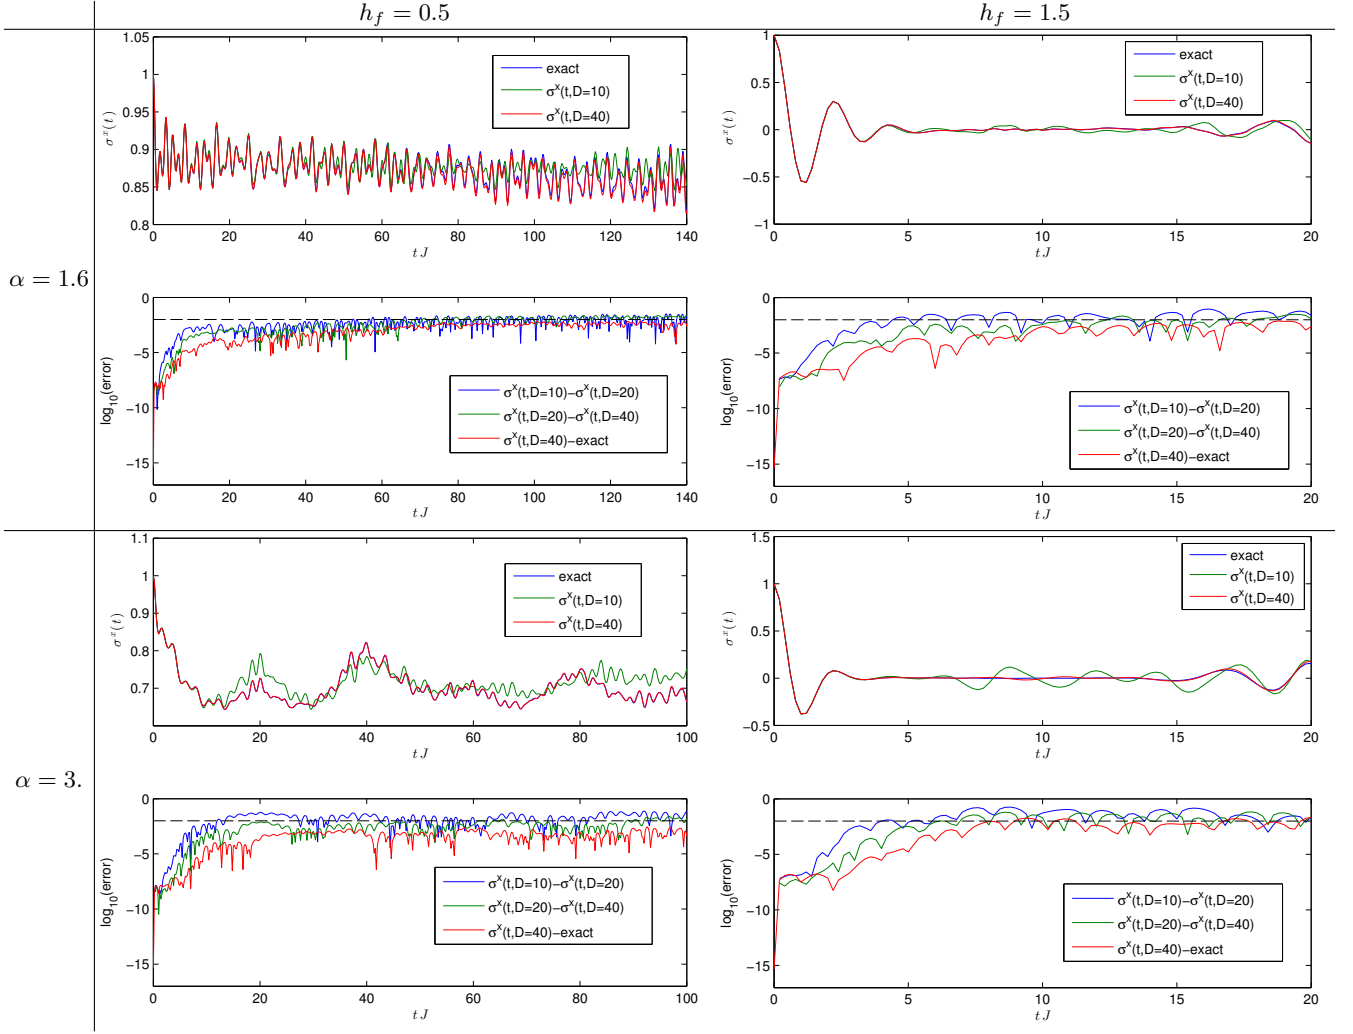 h_f = 0.5
h_f = 1.5
α = 1.6
1.05
1
0.95
0.9
0.85
0.8
σ^x(t)
exact
σ^x(t,D=10)
σ^x(t,D=40)
0 20 40 60 80 100 120 140
t J
1
0.5
0
−0.5
−1
σ^x(t)
exact
σ^x(t,D=10)
σ^x(t,D=40)
0 5 10 15 20
t J
0
−5
−10
−15
log10(error)
σ^x(t,D=10)−σ^x(t,D=20)
σ^x(t,D=20)−σ^x(t,D=40)
σ^x(t,D=40)−exact
0 20 40 60 80 100 120 140
t J
0
−5
−10
−15
log10(error)
σ^x(t,D=10)−σ^x(t,D=20)
σ^x(t,D=20)−σ^x(t,D=40)
σ^x(t,D=40)−exact
0 5 10 15 20
t J
α = 3.
1.1
1
0.9
0.8
0.7
σ^x(t)
exact
σ^x(t,D=10)
σ^x(t,D=40)
0 20 40 60 80 100
t J
1.5
1
0.5
0
−0.5
σ^x(t)
exact
σ^x(t,D=10)
σ^x(t,D=40)
0 5 10 15 20
t J
0
−5
−10
−15
log10(error)
σ^x(t,D=10)−σ^x(t,D=20)
σ^x(t,D=20)−σ^x(t,D=40)
σ^x(t,D=40)−exact
0 20 40 60 80 100
t J
0
−5
−10
−15
log10(error)
σ^x(t,D=10)−σ^x(t,D=20)
σ^x(t,D=20)−σ^x(t,D=40)
σ^x(t,D=40)−exact
0 5 10 15 20
t J